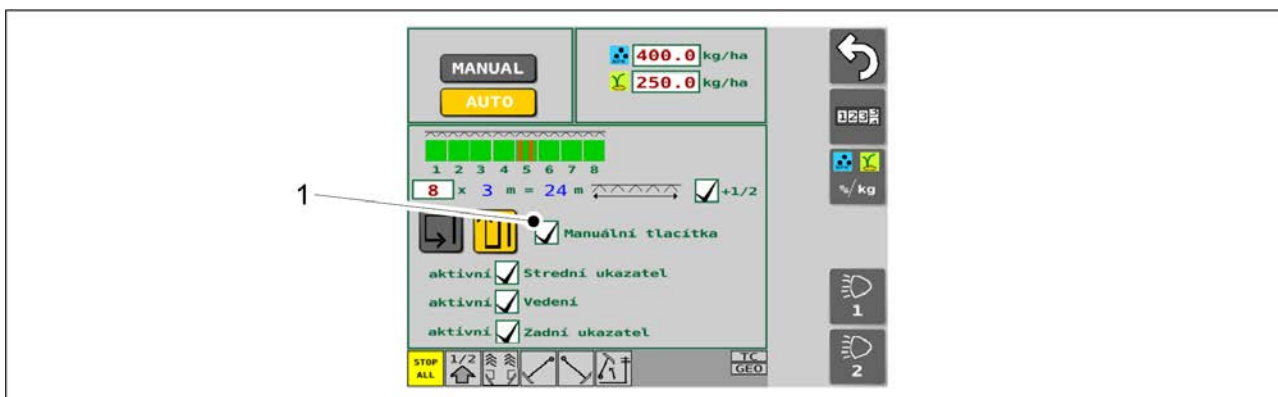 MANUAL
AUTO
400.0 kg/ha
250.0 kg/ha
1 2 3 4 5 6 7 8
8 x 3 m = 24 m +1/2
1
Manuální tlacítka
aktivní Strední ukazatel
aktivní Vedení
aktivní Zadní ukazatel
STOP ALL
1/2
TC
GEO
%/kg
1
2